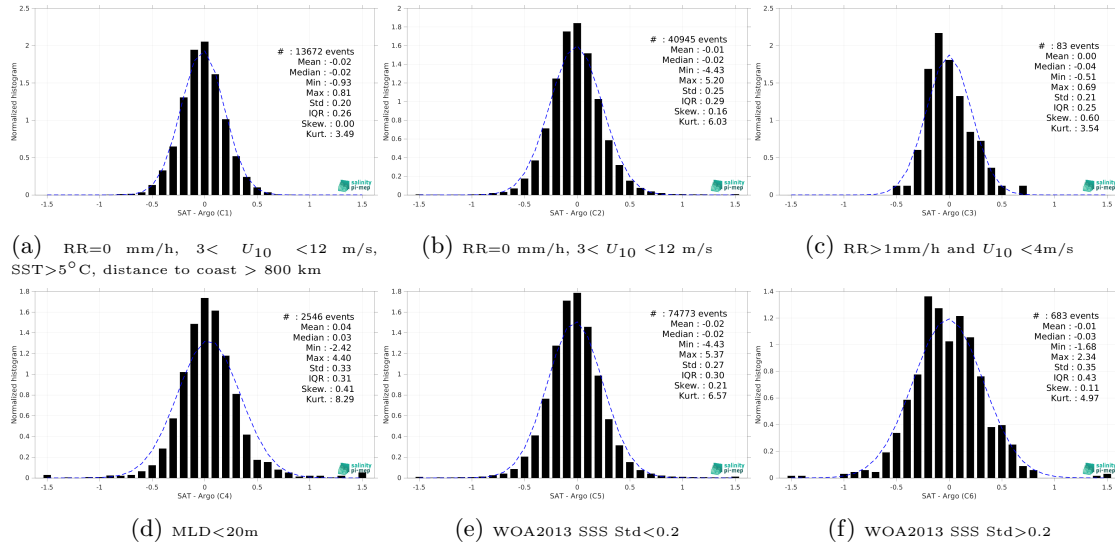 2.5
2
1.5
1
0.5
0
Normalized histogram
# : 13672 events
Mean : -0.02
Median : -0.02
Min : -0.93
Max : 0.81
Std : 0.20
IQR : 0.26
Skew. : 0.00
Kurt. : 3.49
salinity
pi-mep
-1.5 -1 -0.5 0 0.5 1 1.5
SAT - Argo (C1)
(a) RR=0 mm/h, 3< U10 <12 m/s,
SST>5°C, distance to coast > 800 km
2
1.8
1.6
1.4
1.2
1
0.8
0.6
0.4
0.2
0
Normalized histogram
# : 40945 events
Mean : -0.01
Median : -0.02
Min : -4.43
Max : 5.20
Std : 0.25
IQR : 0.29
Skew. : 0.16
Kurt. : 6.03
salinity
pi-mep
-1.5 -1 -0.5 0 0.5 1 1.5
SAT - Argo (C2)
(b) RR=0 mm/h, 3< U10 <12 m/s
2.5
2
1.5
1
0.5
0
Normalized histogram
# : 83 events
Mean : 0.00
Median : -0.04
Min : -0.51
Max : 0.69
Std : 0.21
IQR : 0.25
Skew. : 0.60
Kurt. : 3.54
salinity
pi-mep
-1.5 -1 -0.5 0 0.5 1 1.5
SAT - Argo (C3)
(c) RR>1mm/h and U10 <4m/s
1.8
1.6
1.4
1.2
1
0.8
0.6
0.4
0.2
0
Normalized histogram
# : 2546 events
Mean : 0.04
Median : 0.03
Min : -2.42
Max : 4.40
Std : 0.33
IQR : 0.31
Skew. : 0.41
Kurt. : 8.29
salinity
pi-mep
-1.5 -1 -0.5 0 0.5 1 1.5
SAT - Argo (C4)
(d) MLD<20m
1.8
1.6
1.4
1.2
1
0.8
0.6
0.4
0.2
0
Normalized histogram
# : 74773 events
Mean : -0.02
Median : -0.02
Min : -4.43
Max : 5.37
Std : 0.27
IQR : 0.30
Skew. : 0.21
Kurt. : 6.57
salinity
pi-mep
-1.5 -1 -0.5 0 0.5 1 1.5
SAT - Argo (C5)
(e) WOA2013 SSS Std<0.2
1.4
1.2
1
0.8
0.6
0.4
0.2
0
Normalized histogram
# : 683 events
Mean : -0.01
Median : -0.03
Min : -1.68
Max : 2.34
Std : 0.35
IQR : 0.43
Skew. : 0.11
Kurt. : 4.97
salinity
pi-mep
-1.5 -1 -0.5 0 0.5 1 1.5
SAT - Argo (C6)
(f) WOA2013 SSS Std>0.2